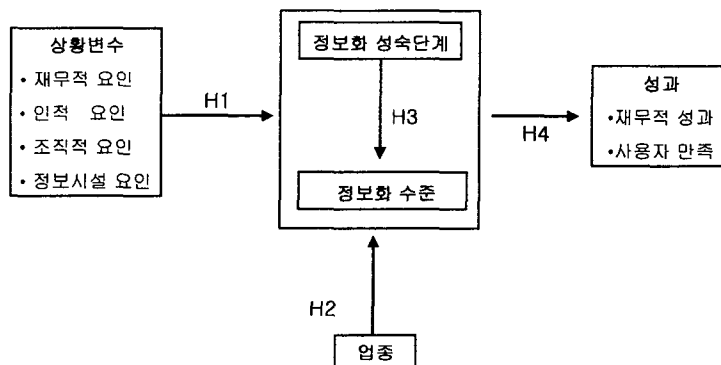 상황변수
• 재무적 요인
• 인적 요인
• 조직적 요인
• 정보시설 요인
H1
정보화 성숙단계
H3
정보화 수준
H4
성과
•재무적 성과
•사용자 만족
H2
업종